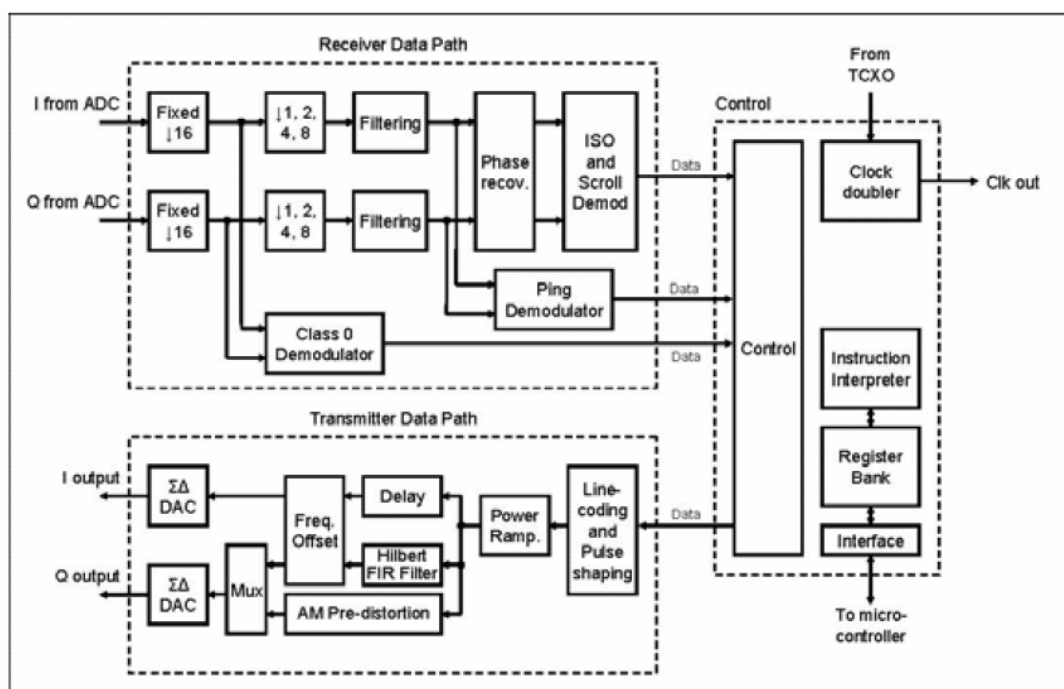 Receiver Data Path
I from ADC
Fixed
↓16
↓1, 2,
4, 8
Filtering
Phase
recov.
ISO
and
Scroll
Demod
Data
Q from ADC
Fixed
↓16
↓1, 2,
4, 8
Filtering
Ping
Demodulator
Data
Class 0
Demodulator
Data
From
TCXO
Control
Control
Clock
doubler
Clk out
Instruction
Interpreter
Register
Bank
Interface
To micro-
controller
Transmitter Data Path
I output
ΣΔ
DAC
Freq.
Offset
Delay
Power
Ramp.
Line-
coding
and
Pulse
shaping
Data
Q output
ΣΔ
DAC
Mux
Hilbert
FIR Filter
AM Pre-distortion